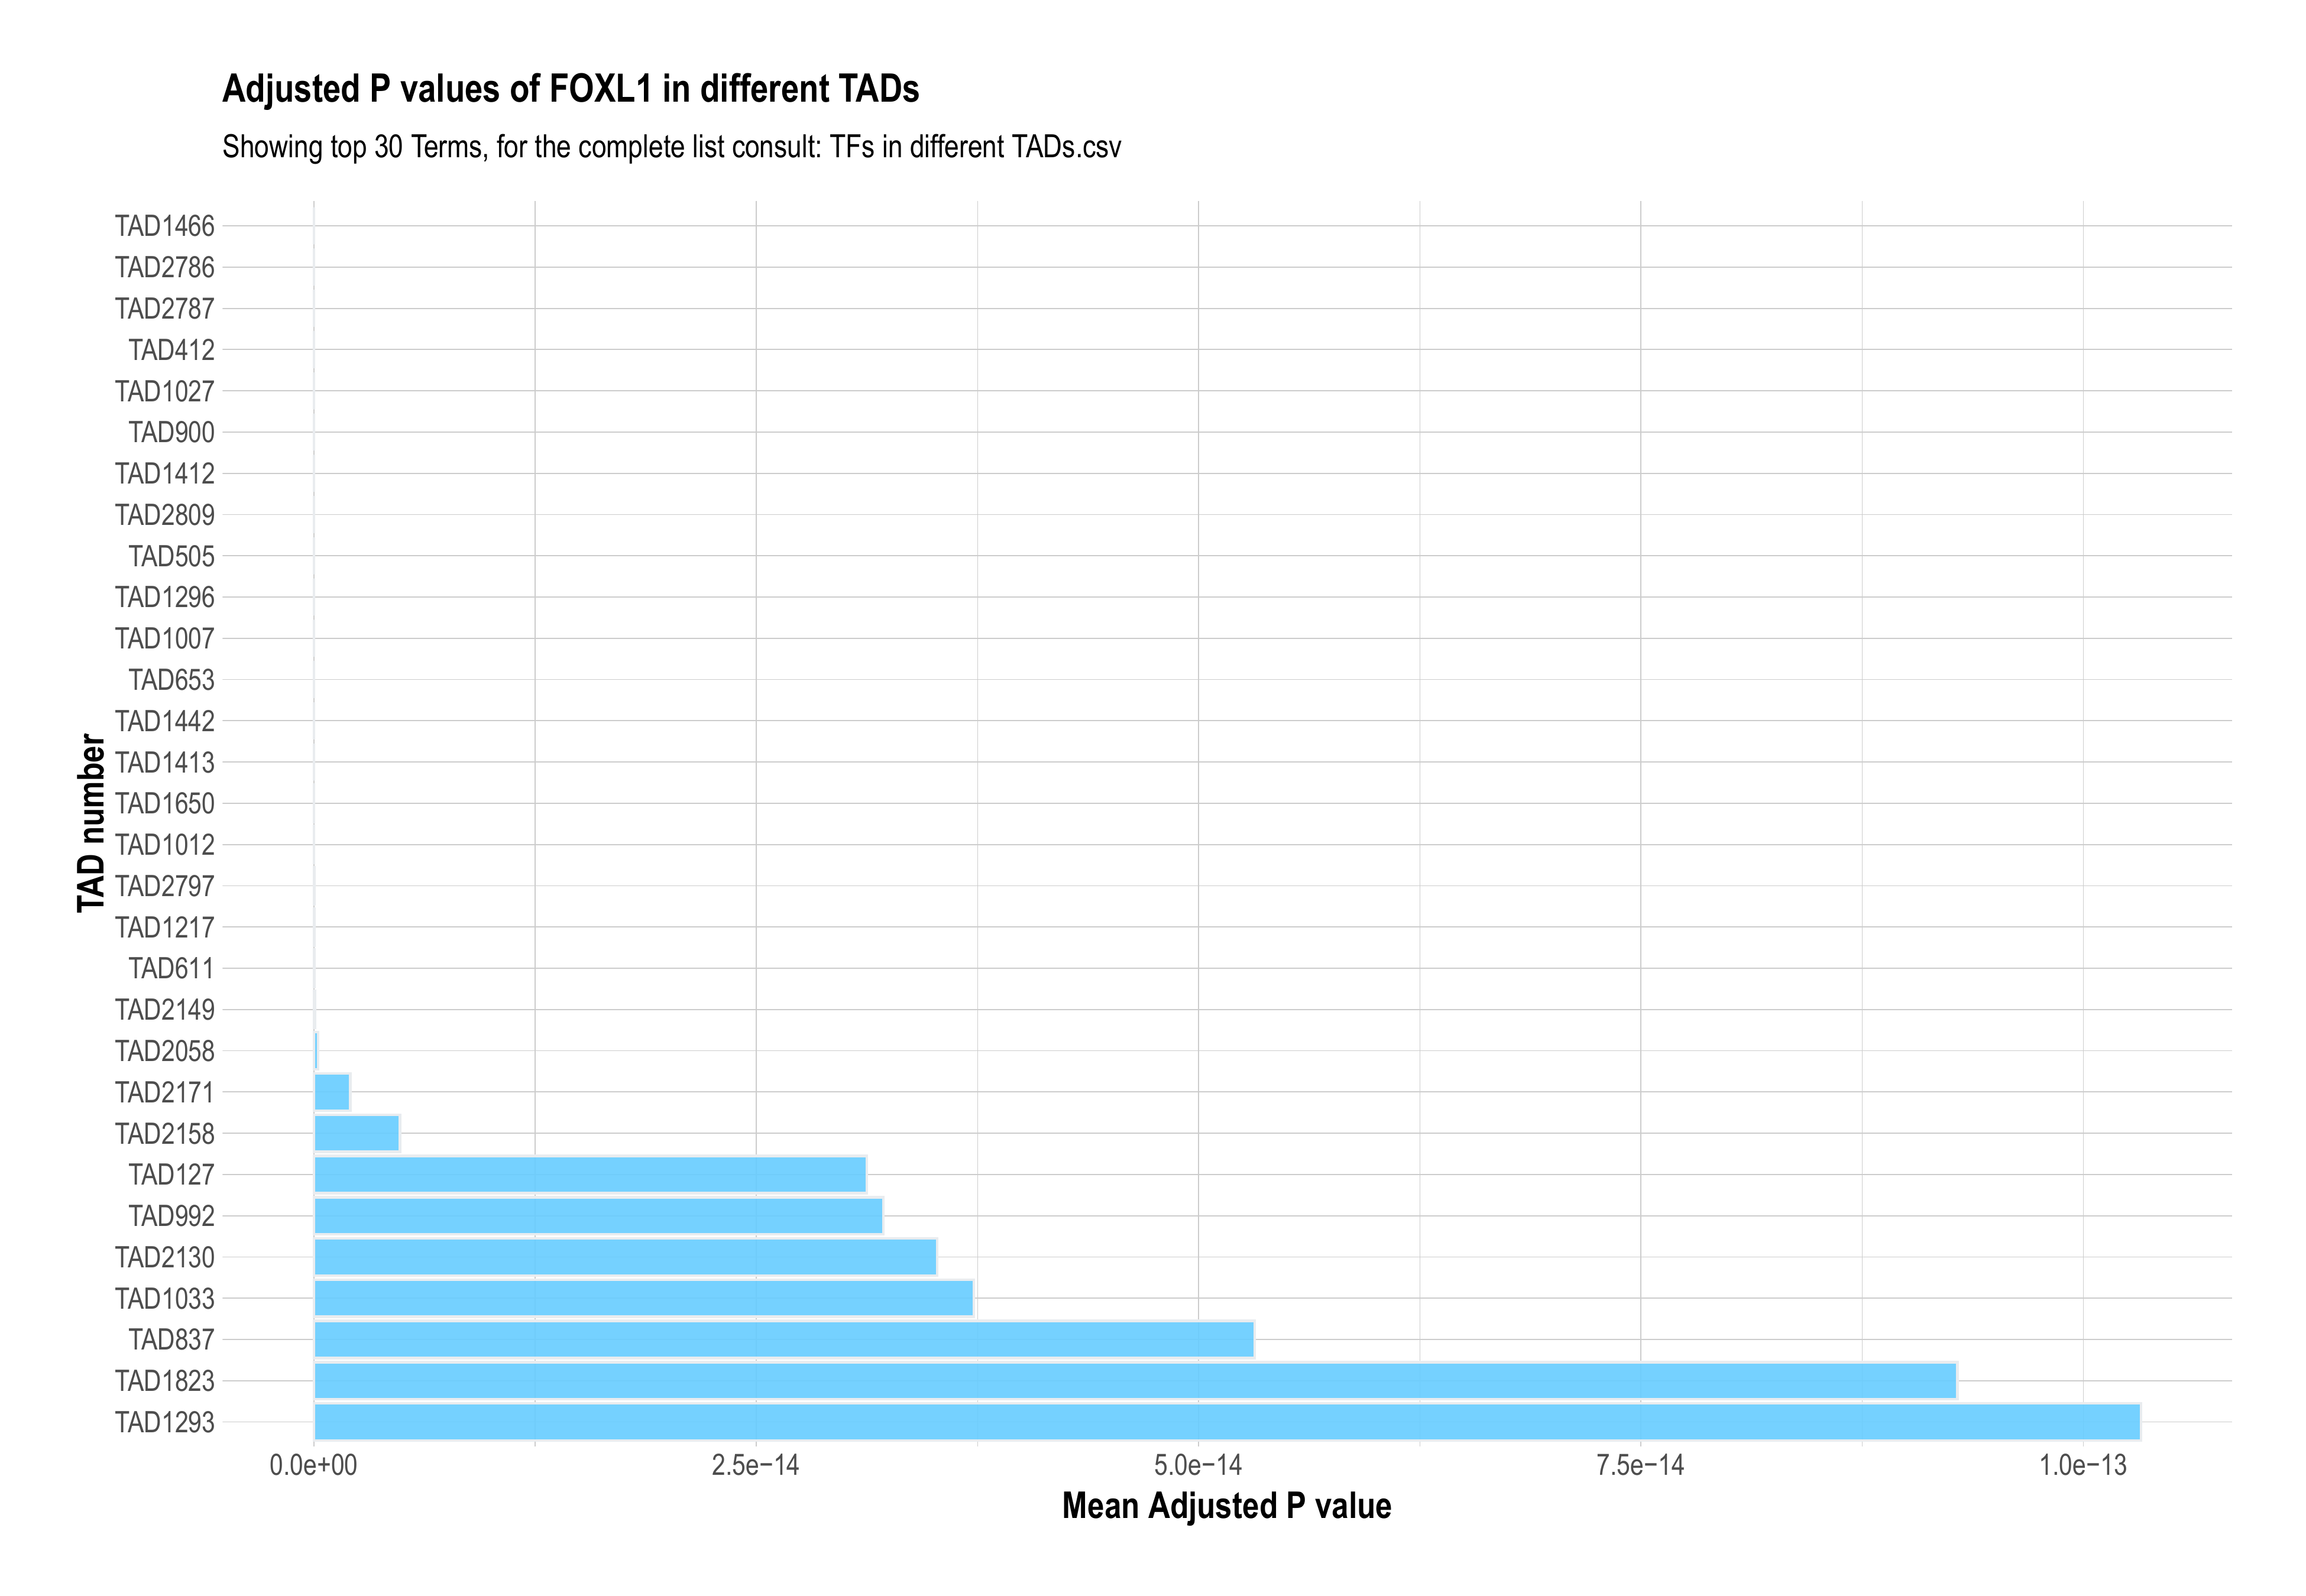 Adjusted P values of FOXL1 in different TADs
Showing top 30 Terms, for the complete list consult: TFs in different TADs.csv
TAD number
TAD1466
TAD2786
TAD2787
TAD412
TAD1027
TAD900
TAD1412
TAD2809
TAD505
TAD1296
TAD1007
TAD653
TAD1442
TAD1413
TAD1650
TAD1012
TAD2797
TAD1217
TAD611
TAD2149
TAD2058
TAD2171
TAD2158
TAD127
TAD992
TAD2130
TAD1033
TAD837
TAD1823
TAD1293
0.0e+00 2.5e−14 5.0e−14 7.5e−14 1.0e−13
Mean Adjusted P value